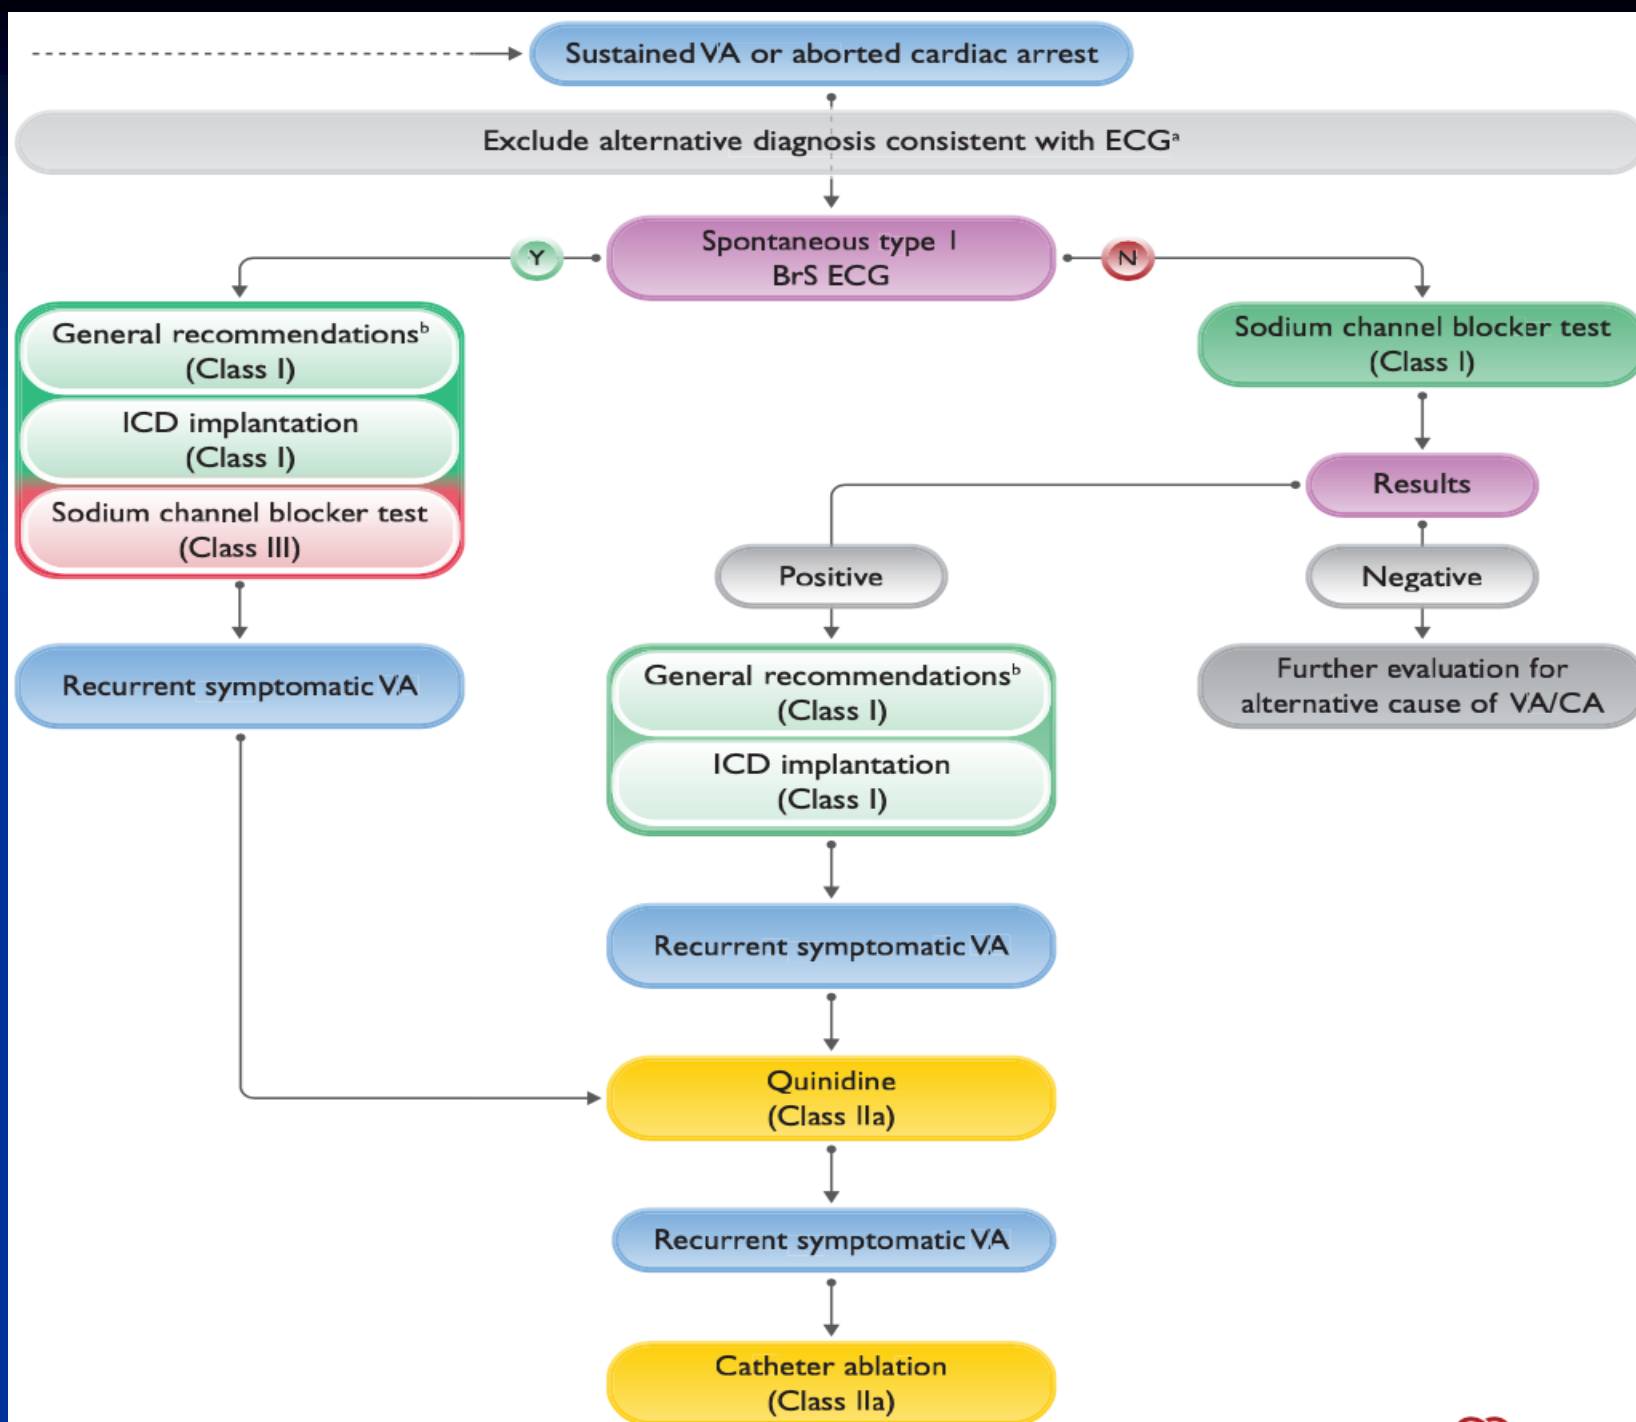 Sustained VA or aborted cardiac arrest
Exclude alternative diagnosis consistent with ECGᵃ
Spontaneous type 1
BrS ECG
Y
N
General recommendationsᵇ
(Class I)
ICD implantation
(Class I)
Sodium channel blocker test
(Class III)
Sodium channel blocker test
(Class I)
Results
Positive
Negative
Recurrent symptomatic VA
General recommendationsᵇ
(Class I)
ICD implantation
(Class I)
Further evaluation for
alternative cause of VA/CA
Recurrent symptomatic VA
Quinidine
(Class IIa)
Recurrent symptomatic VA
Catheter ablation
(Class IIa)